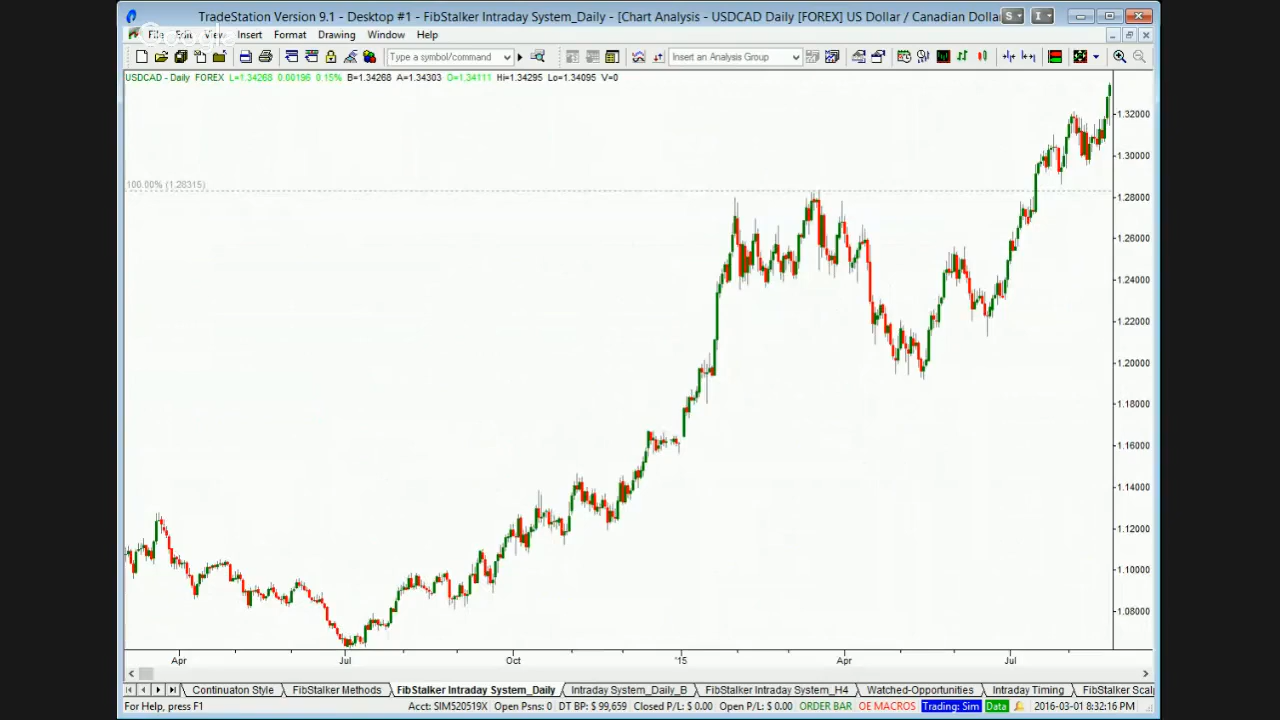 TradeStation Version 9.1 - Desktop #1 - FibStalker Intraday System_Daily - [Chart Analysis - USDCAD Daily [FOREX] US Dollar / Canadian Dolla
S I
Google
File Edit View Insert Format Drawing Window Help
Type a symbol/command Insert an Analysis Group
USDCAD - Daily FOREX L=1.34268 0.00196 0.15% B=1.34268 A=1.34303 O=1.34111 Hi=1.34295 Lo=1.34095 V=0
1.32000
1.30000
100.00% (1.28315)
1.28000
1.26000
1.24000
1.22000
1.20000
1.18000
1.16000
1.14000
1.12000
1.10000
1.08000
Apr Jul Oct '15 Apr Jul
Continuaton Style FibStalker Methods FibStalker Intraday System_Daily Intraday System_Daily_B FibStalker Intraday System_H4 Watched-Opportunities Intraday Timing FibStalker Scal
For Help, press F1 Acct: SIM520519X Open Psns: 0 DT BP: $ 99,659 Closed P/L: $ 0.00 Open P/L: $ 0.00 ORDER BAR OE MACROS Trading: Sim Data 2016-03-01 8:32:16 PM